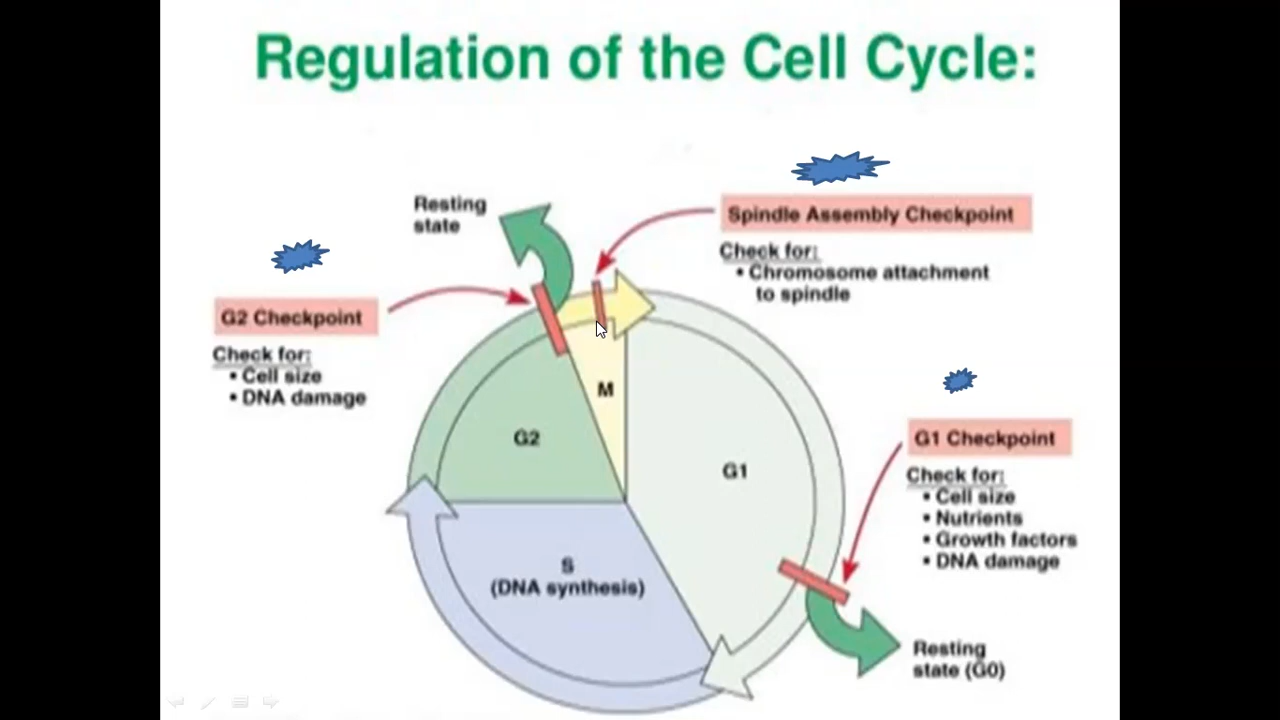 Regulation of the Cell Cycle:
Resting
state
Spindle Assembly Checkpoint
Check for:
• Chromosome attachment
to spindle
G2 Checkpoint
Check for:
• Cell size
• DNA damage
M
G2
G1
G1 Checkpoint
Check for:
• Cell size
• Nutrients
• Growth factors
• DNA damage
S
(DNA synthesis)
Resting
state (G0)